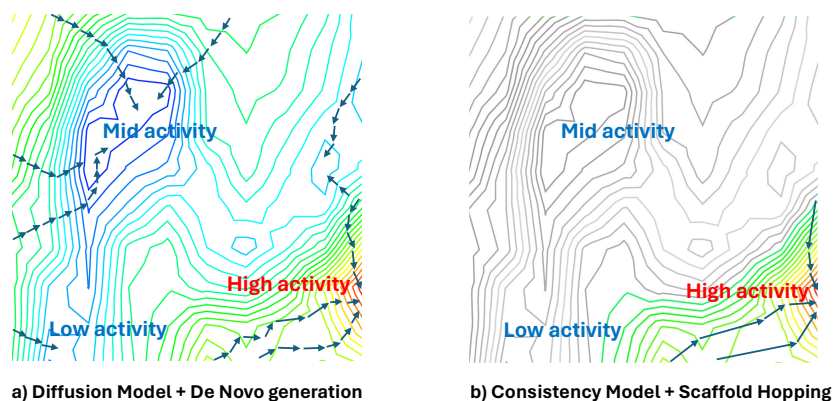 Mid activity
High activity
Low activity
a) Diffusion Model + De Novo generation
Mid activity
High activity
Low activity
b) Consistency Model + Scaffold Hopping